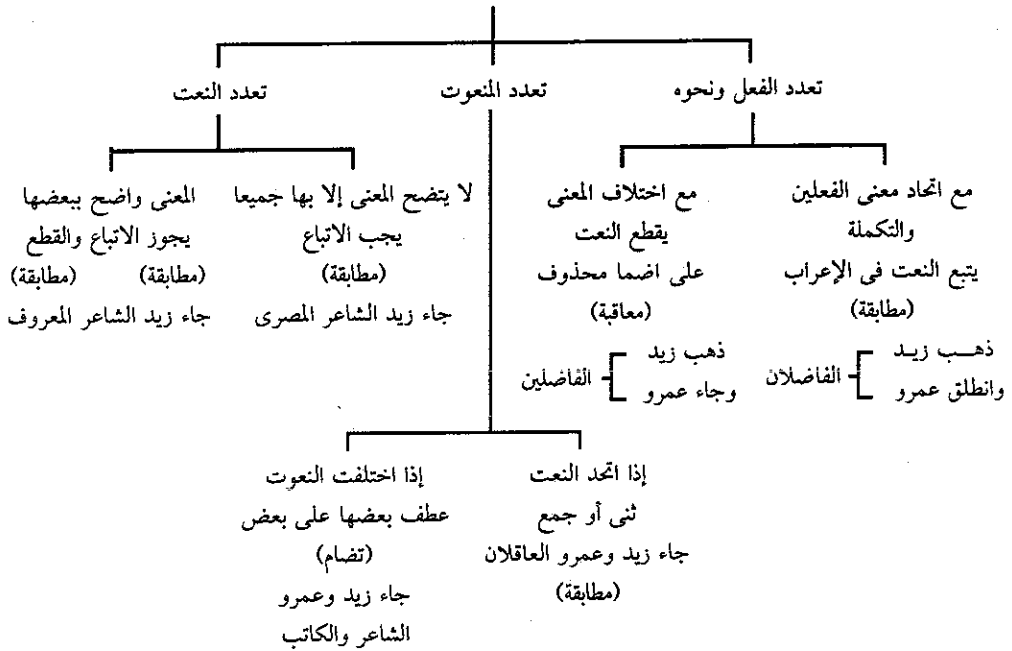 تعدد الفعل ونحوه
تعدد المنعوت
تعدد النعت
مع اتحاد معنى الفعلين
والتكملة
يتبع النعت فى الإعراب
(مطابقة)
ذهب زيد
وانطلق عمرو
الفاضلان
مع اختلاف المعنى
يقطع النعت
على اضما محذوف
(معاقبة)
ذهب زيد
وجاء عمرو
الفاضلين
لا يتضح المعنى إلا بها جميعا
يجب الاتباع
(مطابقة)
جاء زيد الشاعر المصرى
المعنى واضح ببعضها
يجوز الاتباع والقطع
(مطابقة) (مطابقة)
جاء زيد الشاعر المعروف
إذا اتحد النعت
ثنى أو جمع
جاء زيد وعمرو العاقلان
(مطابقة)
إذا اختلفت النعوت
عطف بعضها على بعض
(تضام)
جاء زيد وعمرو
الشاعر والكاتب